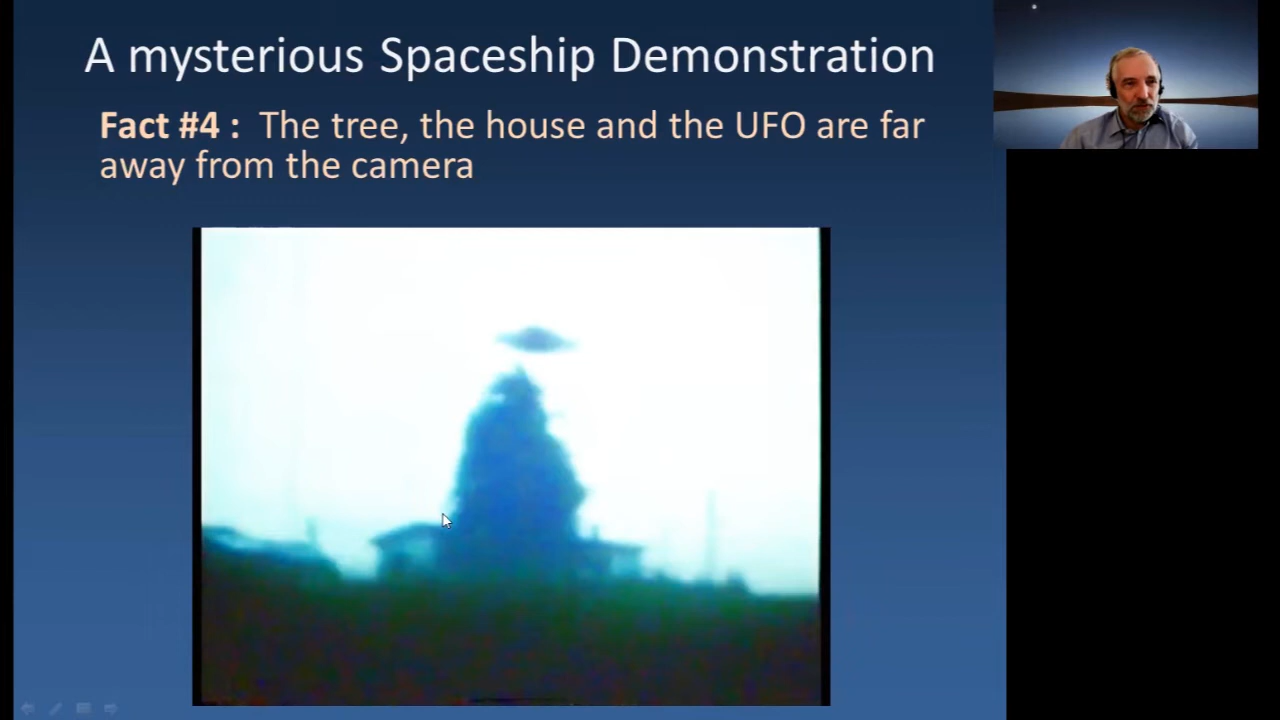 A mysterious Spaceship Demonstration
Fact #4 : The tree, the house and the UFO are far
away from the camera